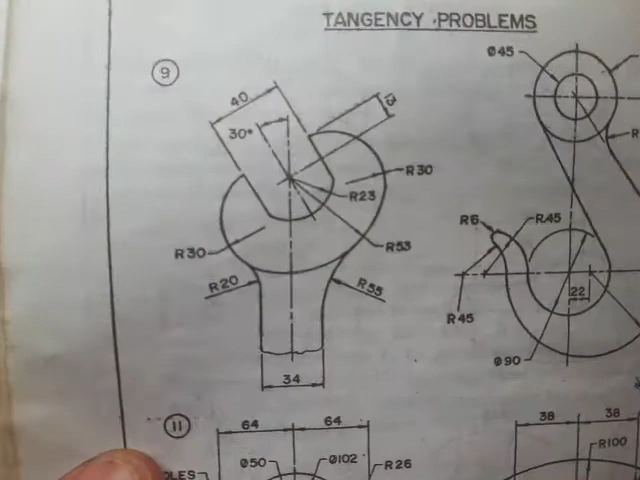 TANGENCY PROBLEMS
9
40
30°
13
R30
R23
R53
R30
R20
R55
34
Ø45
R
R6
R45
R45
22
Ø90
11
64
64
Ø50
Ø102
R26
38
38
R100